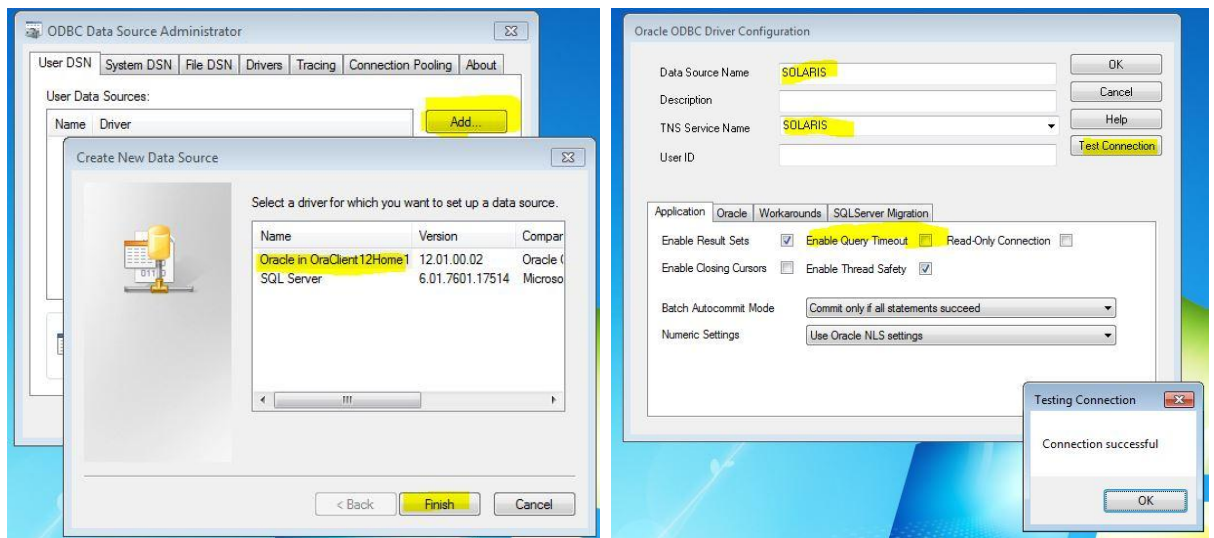 ODBC Data Source Administrator
User DSN System DSN File DSN Drivers Tracing Connection Pooling About
User Data Sources:
Name Driver
Add...
Create New Data Source
Select a driver for which you want to set up a data source.
Name Version Compar
Oracle in OraClient12Home1 12.01.00.02 Oracle (
SQL Server 6.01.7601.17514 Microso
< Back Finish Cancel
Oracle ODBC Driver Configuration
Data Source Name SOLARIS OK
Description Cancel
TNS Service Name SOLARIS Help
User ID Test Connection
Application Oracle Workarounds SQLServer Migration
Enable Result Sets Enable Query Timeout Read-Only Connection
Enable Closing Cursors Enable Thread Safety
Batch Autocommit Mode Commit only if all statements succeed
Numeric Settings Use Oracle NLS settings
Testing Connection
Connection successful
OK